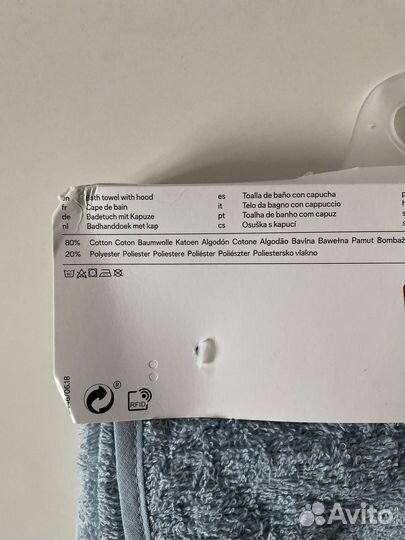 en Bath towel with hood
fr Cape de bain
de Badetuch mit Kapuze
nl Badhanddoek met kap
es Toalla de baño con capucha
it Telo da bagno con cappuccio
pt Toalha de banho com capuz
cs Osuška s kapucí
80% Cotton Coton Baumwolle Katoen Algodón Cotone Algodão Bavlna Bawełna Pamut Bombaž
20% Polyester Poliester Poliestere Poliéster Poliészter Poliestersko vlakno
®
RFID
06.18
Avito